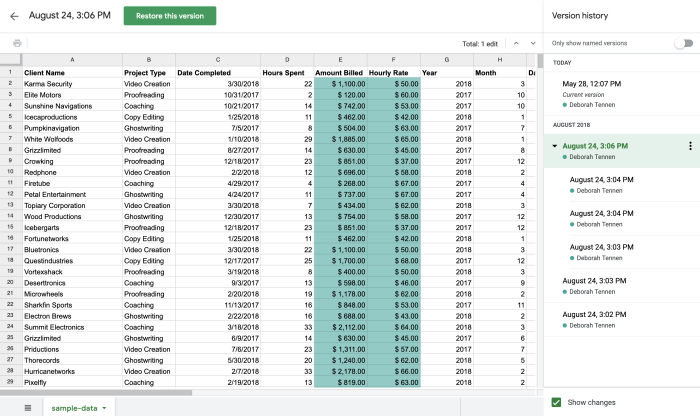 August 24, 3:06 PM Restore this version Version history
Total: 1 edit Only show named versions
A B C D E F G H
1 Client Name Project Type Date Completed Hours Spent Amount Billed Hourly Rate Year Month
2 Karma Security Video Creation 3/30/2018 22 $ 1,100.00 $ 50.00 2018 3
3 Elite Motors Proofreading 10/31/2017 2 $ 120.00 $ 60.00 2017 10
4 Sunshine Navigations Coaching 10/21/2017 14 $ 742.00 $ 53.00 2017 10
5 Icecaproductions Copy Editing 1/25/2018 11 $ 462.00 $ 42.00 2018 1
6 Pumpkinavigation Ghostwriting 7/5/2017 8 $ 504.00 $ 63.00 2017 7
7 White Wolfoods Video Creation 1/10/2018 29 $ 1,885.00 $ 65.00 2018 1
8 Grizzlimited Proofreading 8/27/2017 14 $ 630.00 $ 45.00 2017 8
9 Crowking Proofreading 12/18/2017 23 $ 851.00 $ 37.00 2017 12
10 Redphone Video Creation 2/2/2018 12 $ 696.00 $ 58.00 2018 2
11 Firetube Coaching 4/29/2017 4 $ 268.00 $ 67.00 2017 4
12 Petal Entertainment Ghostwriting 4/24/2017 11 $ 737.00 $ 67.00 2017 4
13 Topiary Corporation Video Creation 3/30/2018 7 $ 434.00 $ 62.00 2018 3
14 Wood Productions Ghostwriting 12/30/2017 13 $ 754.00 $ 58.00 2017 12
15 Icebergarts Proofreading 12/18/2017 23 $ 851.00 $ 37.00 2017 12
16 Fortunetworks Copy Editing 1/25/2018 11 $ 462.00 $ 42.00 2018 1
17 Bluetronics Video Creation 3/30/2018 22 $ 1,100.00 $ 50.00 2018 3
18 Questindustries Copy Editing 12/17/2017 25 $ 1,700.00 $ 68.00 2017 12
19 Vortexshack Proofreading 3/19/2018 8 $ 400.00 $ 50.00 2018 3
20 Desertronics Coaching 9/3/2017 13 $ 598.00 $ 46.00 2017 9
21 Microwheels Proofreading 2/20/2018 19 $ 1,178.00 $ 62.00 2018 2
22 Sharkfin Sports Coaching 11/13/2017 16 $ 848.00 $ 53.00 2017 11
23 Electron Brews Ghostwriting 2/22/2018 16 $ 688.00 $ 43.00 2018 2
24 Summit Electronics Coaching 3/18/2018 33 $ 2,112.00 $ 64.00 2018 3
25 Grizzlimited Ghostwriting 6/9/2017 14 $ 630.00 $ 45.00 2017 6
26 Priductions Video Creation 7/6/2017 23 $ 1,311.00 $ 57.00 2017 7
27 Thorecords Ghostwriting 5/30/2018 20 $ 1,240.00 $ 62.00 2018 5
28 Hurricanetworks Video Creation 2/7/2018 33 $ 2,178.00 $ 66.00 2018 2
29 Pixelfly Coaching 2/19/2018 13 $ 819.00 $ 63.00 2018 2
sample-data
TODAY
May 28, 12:07 PM
Current version
Deborah Tennen
AUGUST 2018
August 24, 3:06 PM
Deborah Tennen
August 24, 3:04 PM
Deborah Tennen
August 24, 3:04 PM
Deborah Tennen
August 24, 3:03 PM
Deborah Tennen
August 24, 3:03 PM
Deborah Tennen
August 24, 3:02 PM
Deborah Tennen
Show changes